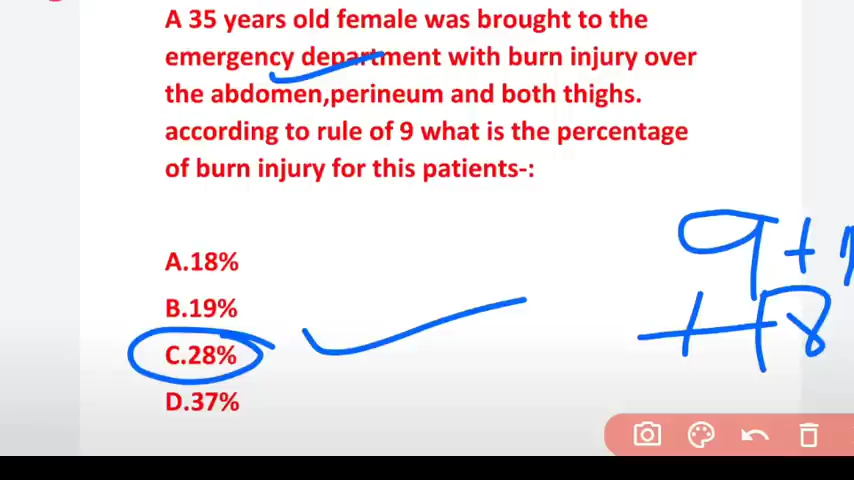 A 35 years old female was brought to the
emergency department with burn injury over
the abdomen,perineum and both thighs.
according to rule of 9 what is the percentage
of burn injury for this patients-:
A.18%
B.19%
C.28%
D.37%
9+1
+18